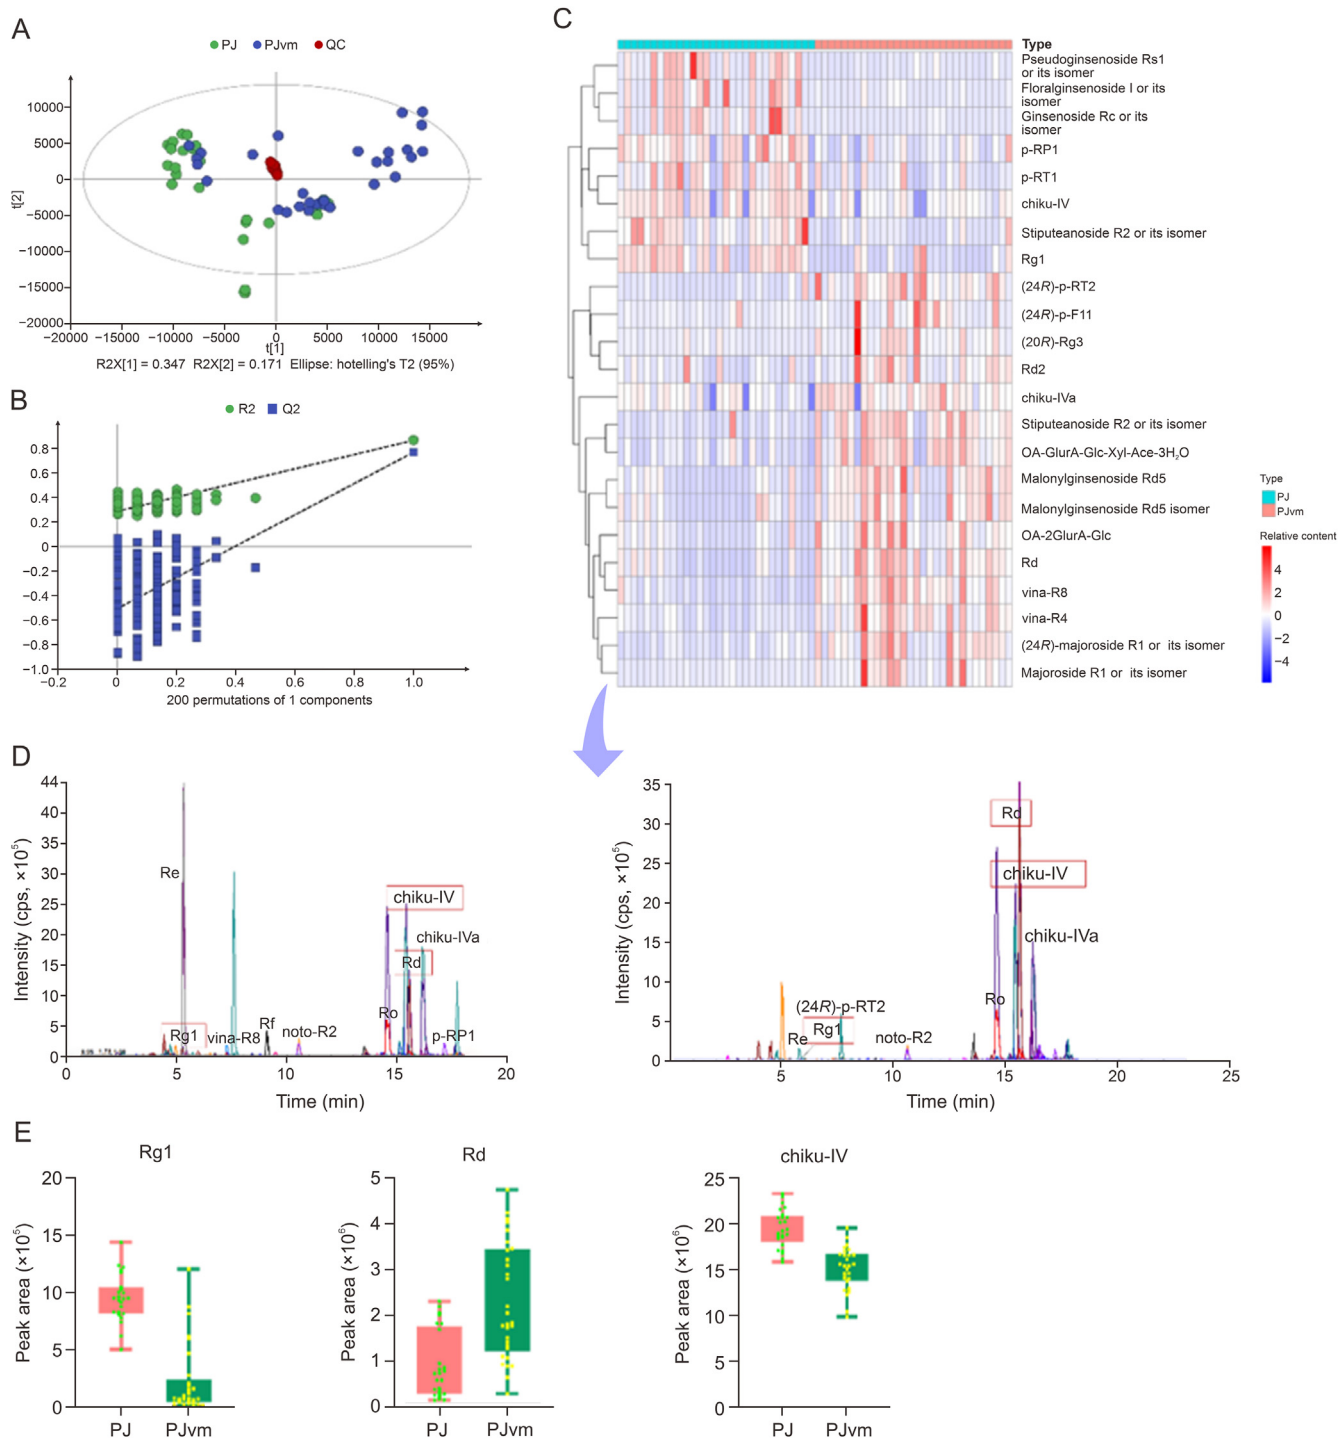 A
PJ PJvm QC
10000
5000
0
−5000
−10000
−15000
−20000
t[2]
−20000 −15000 −10000 −5000 0 5000 10000 15000
t[1]
R2X[1] = 0.347 R2X[2] = 0.171 Ellipse: hotelling's T2 (95%)
B
R2 Q2
0.8
0.6
0.4
0.2
0
−0.2
−0.4
−0.6
−0.8
−1.0
−0.2 0 0.2 0.4 0.6 0.8 1.0
200 permutations of 1 components
C
Type
Pseudoginsenoside Rs1
or its isomer
Floralginsenoside I or its
isomer
Ginsenoside Rc or its
isomer
p-RP1
p-RT1
chiku-IV
Stiputeanoside R2 or its isomer
Rg1
(24R)-p-RT2
(24R)-p-F11
(20R)-Rg3
Rd2
chiku-IVa
Stiputeanoside R2 or its isomer
OA-GlurA-Glc-Xyl-Ace-3H2O
Malonylginsenoside Rd5
Malonylginsenoside Rd5 isomer
OA-2GlurA-Glc
Rd
vina-R8
vina-R4
(24R)-majoroside R1 or its isomer
Majoroside R1 or its isomer
Type
PJ
PJvm
Relative content
4
2
0
−2
−4
D
44
40
35
30
25
20
15
10
5
0
Intensity (cps, ×10⁵)
Re
chiku-IV
chiku-IVa
Rd
Ro
Rg1
vina-R8
Rf
noto-R2
p-RP1
0 5 10 15 20
Time (min)
35
30
25
20
15
10
5
0
Intensity (cps, ×10⁵)
Rd
chiku-IV
chiku-IVa
Ro
(24R)-p-RT2
Re
Rg1
noto-R2
5 10 15 20 25
Time (min)
E
Rg1
20
15
10
5
0
Peak area (×10⁵)
PJ PJvm
Rd
5
4
3
2
1
0
Peak area (×10⁶)
PJ PJvm
chiku-IV
25
20
15
10
5
0
Peak area (×10⁶)
PJ PJvm